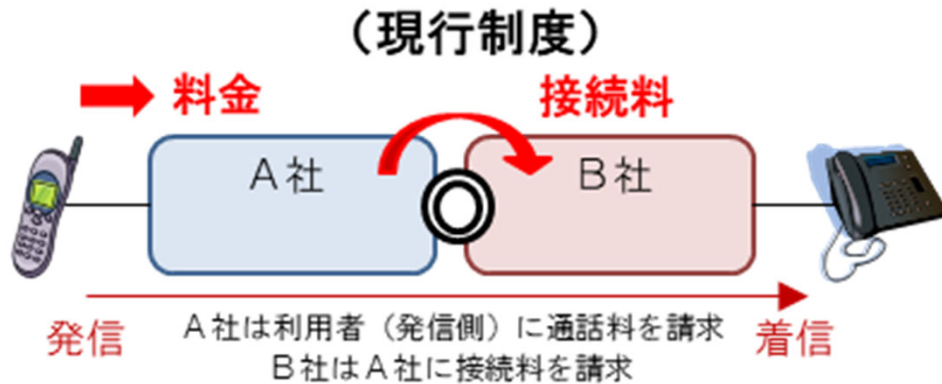 （現行制度）
料金
接続料
Ａ社
Ｂ社
発信
Ａ社は利用者（発信側）に通話料を請求
Ｂ社はＡ社に接続料を請求
着信